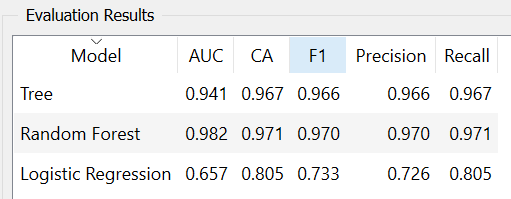 Evaluation Results
Model AUC CA F1 Precision Recall
Tree 0.941 0.967 0.966 0.966 0.967
Random Forest 0.982 0.971 0.970 0.970 0.971
Logistic Regression 0.657 0.805 0.733 0.726 0.805